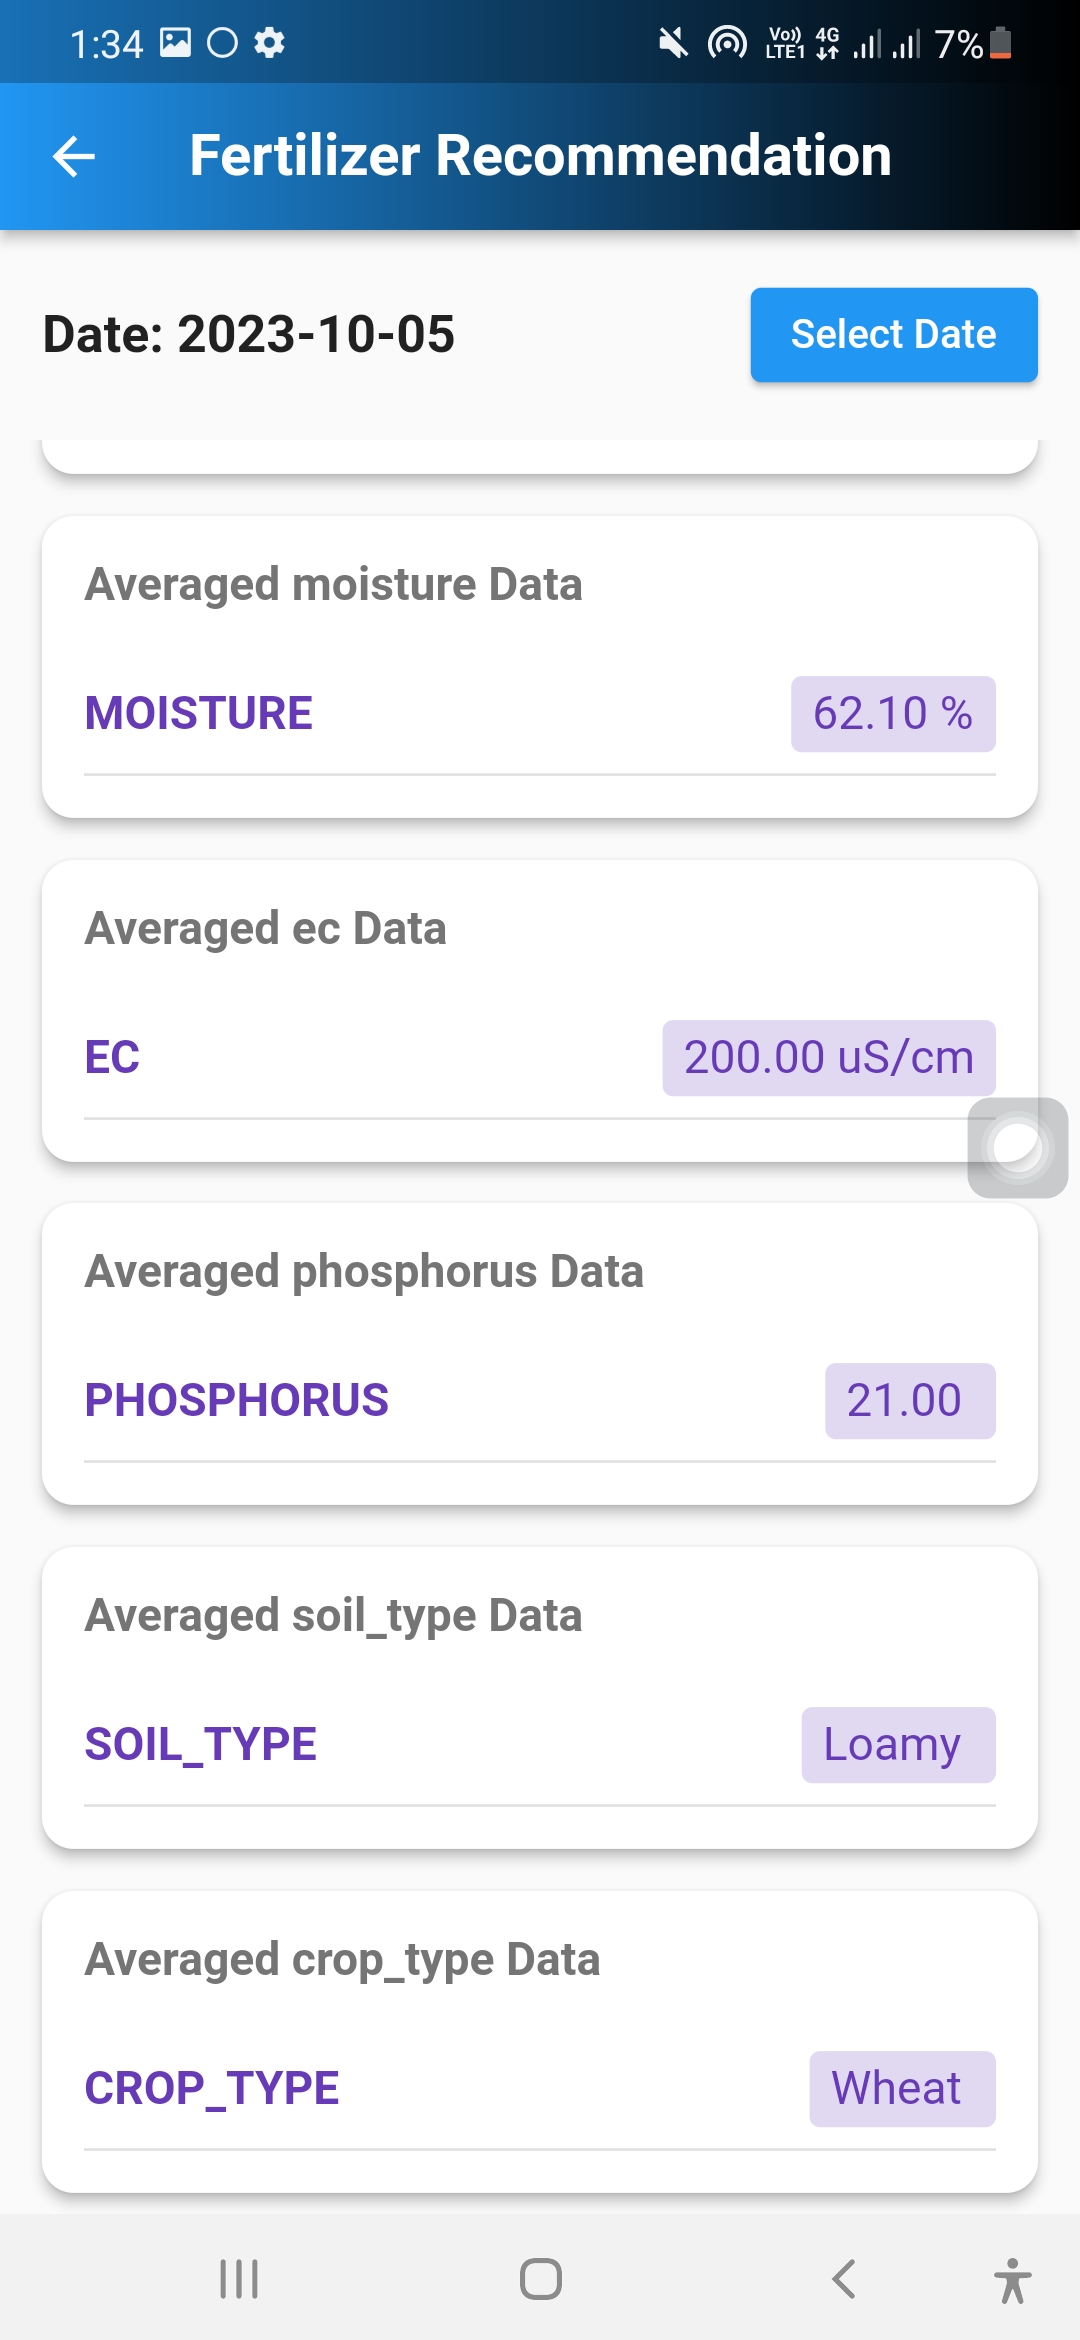 1:34 Vo)) LTE1 4G 7%
Fertilizer Recommendation
Date: 2023-10-05 Select Date
Averaged moisture Data
MOISTURE 62.10 %
Averaged ec Data
EC 200.00 uS/cm
Averaged phosphorus Data
PHOSPHORUS 21.00
Averaged soil_type Data
SOIL_TYPE Loamy
Averaged crop_type Data
CROP_TYPE Wheat